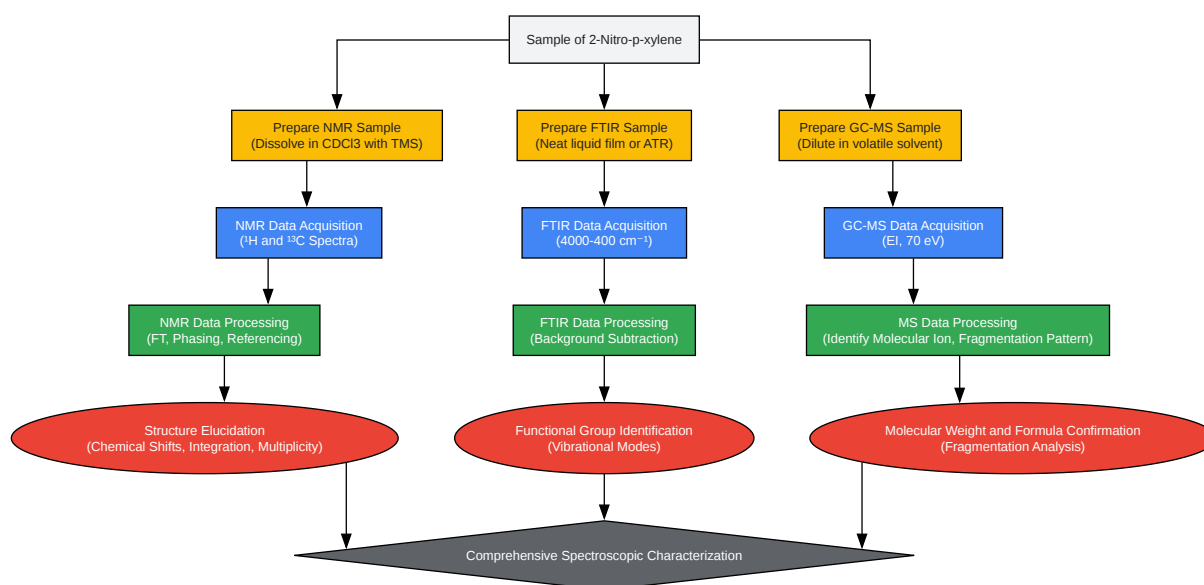 Sample of 2-Nitro-p-xylene
Prepare NMR Sample
(Dissolve in CDCl3 with TMS)
Prepare FTIR Sample
(Neat liquid film or ATR)
Prepare GC-MS Sample
(Dilute in volatile solvent)
NMR Data Acquisition
(¹H and ¹³C Spectra)
FTIR Data Acquisition
(4000-400 cm⁻¹)
GC-MS Data Acquisition
(EI, 70 eV)
NMR Data Processing
(FT, Phasing, Referencing)
FTIR Data Processing
(Background Subtraction)
MS Data Processing
(Identify Molecular Ion, Fragmentation Pattern)
Structure Elucidation
(Chemical Shifts, Integration, Multiplicity)
Functional Group Identification
(Vibrational Modes)
Molecular Weight and Formula Confirmation
(Fragmentation Analysis)
Comprehensive Spectroscopic Characterization